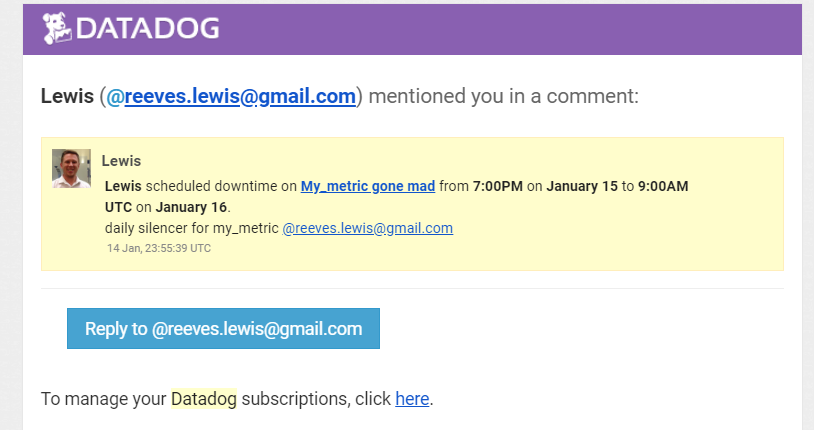 DATADOG
Lewis (@reeves.lewis@gmail.com) mentioned you in a comment:
Lewis
Lewis scheduled downtime on My_metric gone mad from 7:00PM on January 15 to 9:00AM
UTC on January 16.
daily silencer for my_metric @reeves.lewis@gmail.com
14 Jan, 23:55:39 UTC
Reply to @reeves.lewis@gmail.com
To manage your Datadog subscriptions, click here.